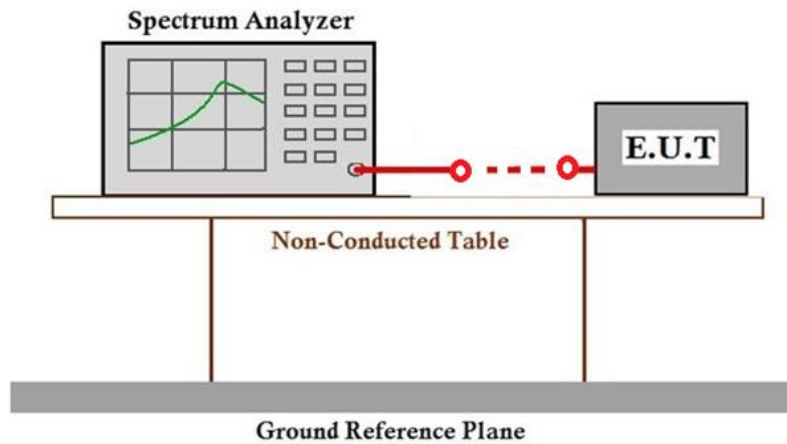 Spectrum Analyzer
E.U.T
Non-Conducted Table
Ground Reference Plane